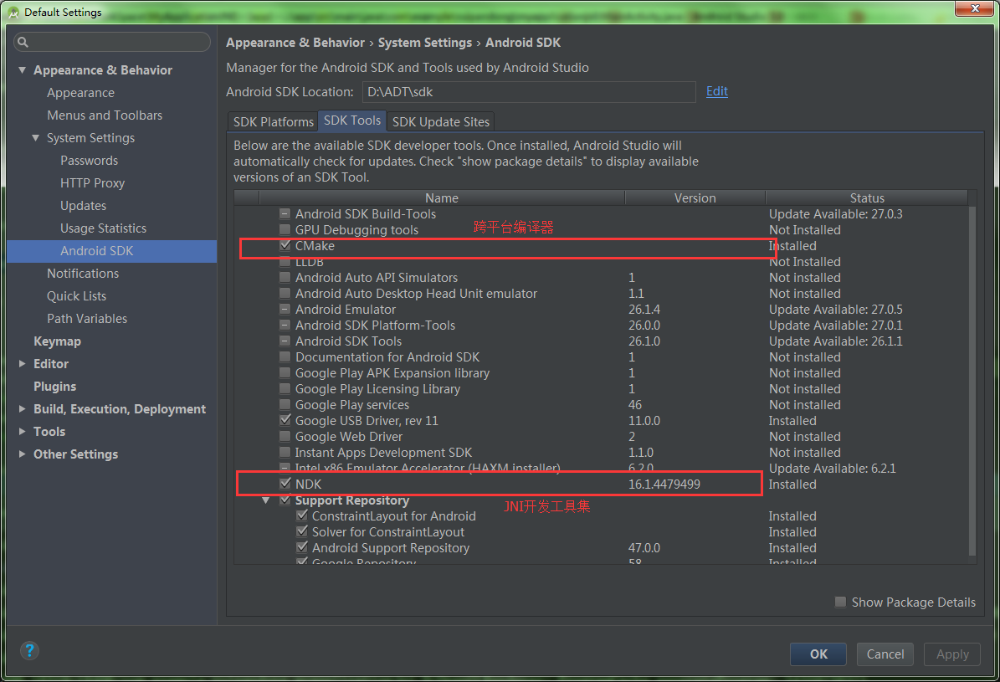 Default Settings
Appearance & Behavior
Appearance
Menus and Toolbars
System Settings
Passwords
HTTP Proxy
Updates
Usage Statistics
Android SDK
Notifications
Quick Lists
Path Variables
Keymap
Editor
Plugins
Build, Execution, Deployment
Tools
Other Settings
Appearance & Behavior › System Settings › Android SDK
Manager for the Android SDK and Tools used by Android Studio
Android SDK Location: D:\ADT\sdk Edit
SDK Platforms SDK Tools SDK Update Sites
Below are the available SDK developer tools. Once installed, Android Studio will
automatically check for updates. Check "show package details" to display available
versions of an SDK Tool.
Name Version Status
Android SDK Build-Tools Update Available: 27.0.3
GPU Debugging tools Not Installed
跨平台编译器
CMake Installed
LLDB Not Installed
Android Auto API Simulators 1 Not installed
Android Auto Desktop Head Unit emulator 1.1 Not installed
Android Emulator 26.1.4 Update Available: 27.0.5
Android SDK Platform-Tools 26.0.0 Update Available: 27.0.1
Android SDK Tools 26.1.0 Update Available: 26.1.1
Documentation for Android SDK 1 Not installed
Google Play APK Expansion library 1 Not installed
Google Play Licensing Library 1 Not installed
Google Play services 46 Not installed
Google USB Driver, rev 11 11.0.0 Installed
Google Web Driver 2 Not installed
Instant Apps Development SDK 1.1.0 Not installed
Intel x86 Emulator Accelerator (HAXM installer) 6.2.0 Update Available: 6.2.1
NDK 16.1.4479499 Installed
Support Repository
JNI开发工具集
ConstraintLayout for Android Installed
Solver for ConstraintLayout Installed
Android Support Repository 47.0.0 Installed
Google Repository 58 Installed
Show Package Details
? OK Cancel Apply